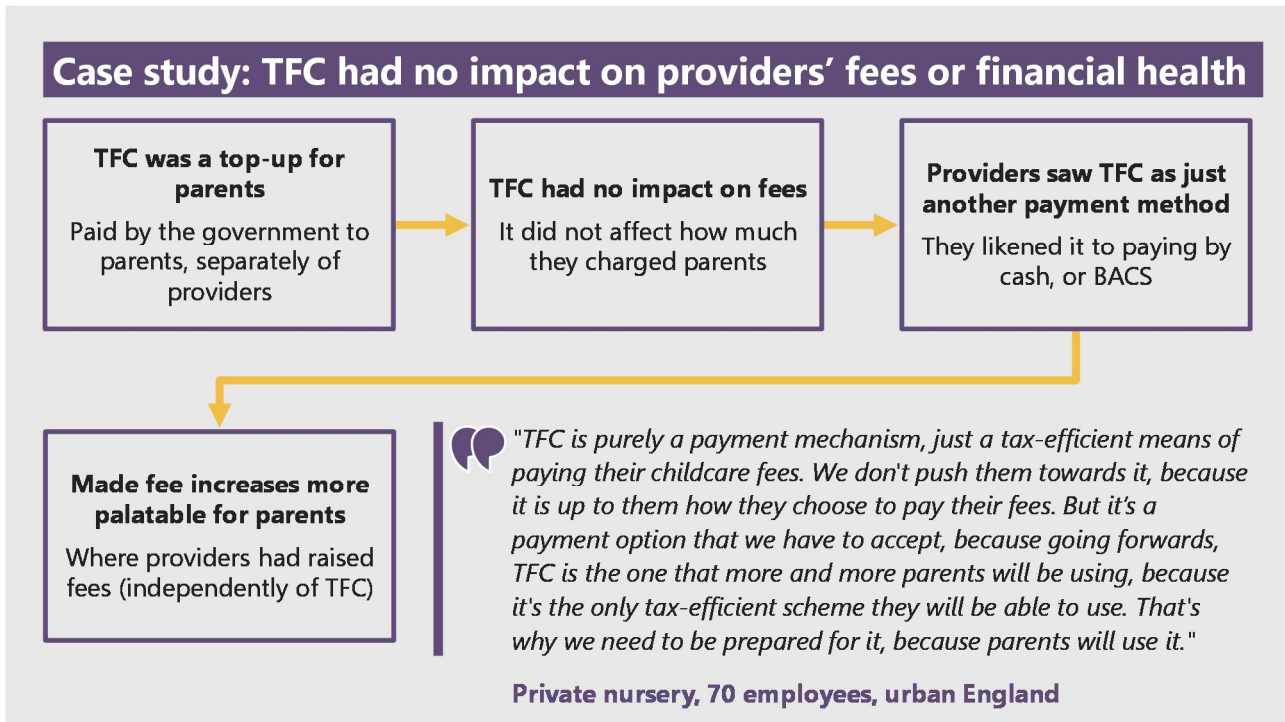 Case study: TFC had no impact on providers’ fees or financial health
TFC was a top-up for
parents
Paid by the government to
parents, separately of
providers
TFC had no impact on fees
It did not affect how much
they charged parents
Providers saw TFC as just
another payment method
They likened it to paying by
cash, or BACS
Made fee increases more
palatable for parents
Where providers had raised
fees (independently of TFC)
"TFC is purely a payment mechanism, just a tax-efficient means of
paying their childcare fees. We don't push them towards it, because
it is up to them how they choose to pay their fees. But it’s a
payment option that we have to accept, because going forwards,
TFC is the one that more and more parents will be using, because
it's the only tax-efficient scheme they will be able to use. That's
why we need to be prepared for it, because parents will use it."
Private nursery, 70 employees, urban England